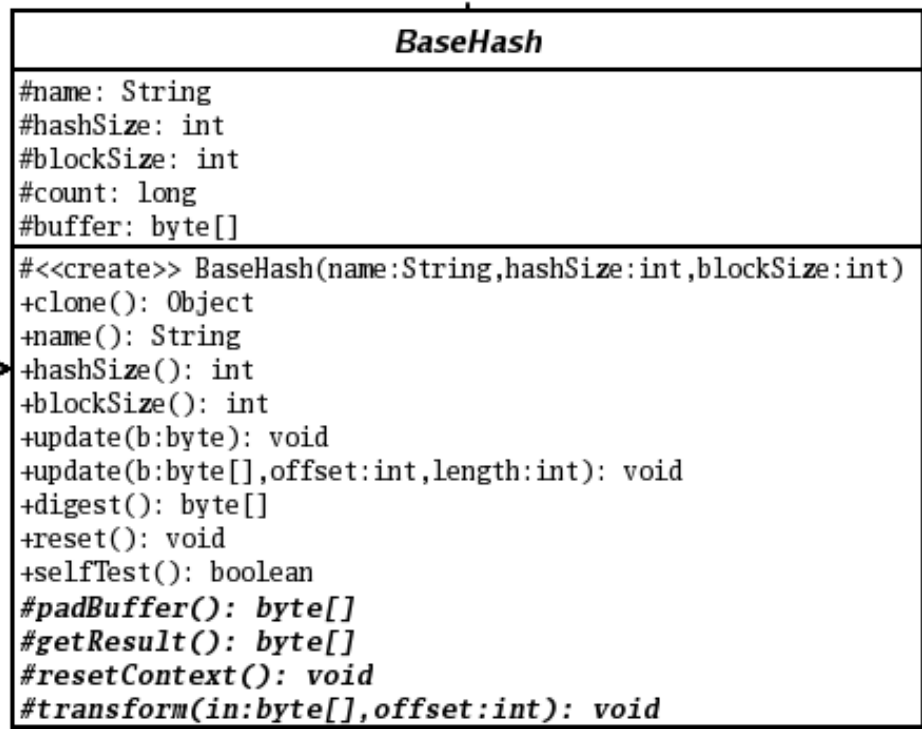 BaseHash
#name: String
#hashSize: int
#blockSize: int
#count: long
#buffer: byte[]
#<<create>> BaseHash(name:String,hashSize:int,blockSize:int)
+clone(): Object
+name(): String
+hashSize(): int
+blockSize(): int
+update(b:byte): void
+update(b:byte[],offset:int,length:int): void
+digest(): byte[]
+reset(): void
+selfTest(): boolean
#padBuffer(): byte[]
#getResult(): byte[]
#resetContext(): void
#transform(in:byte[],offset:int): void